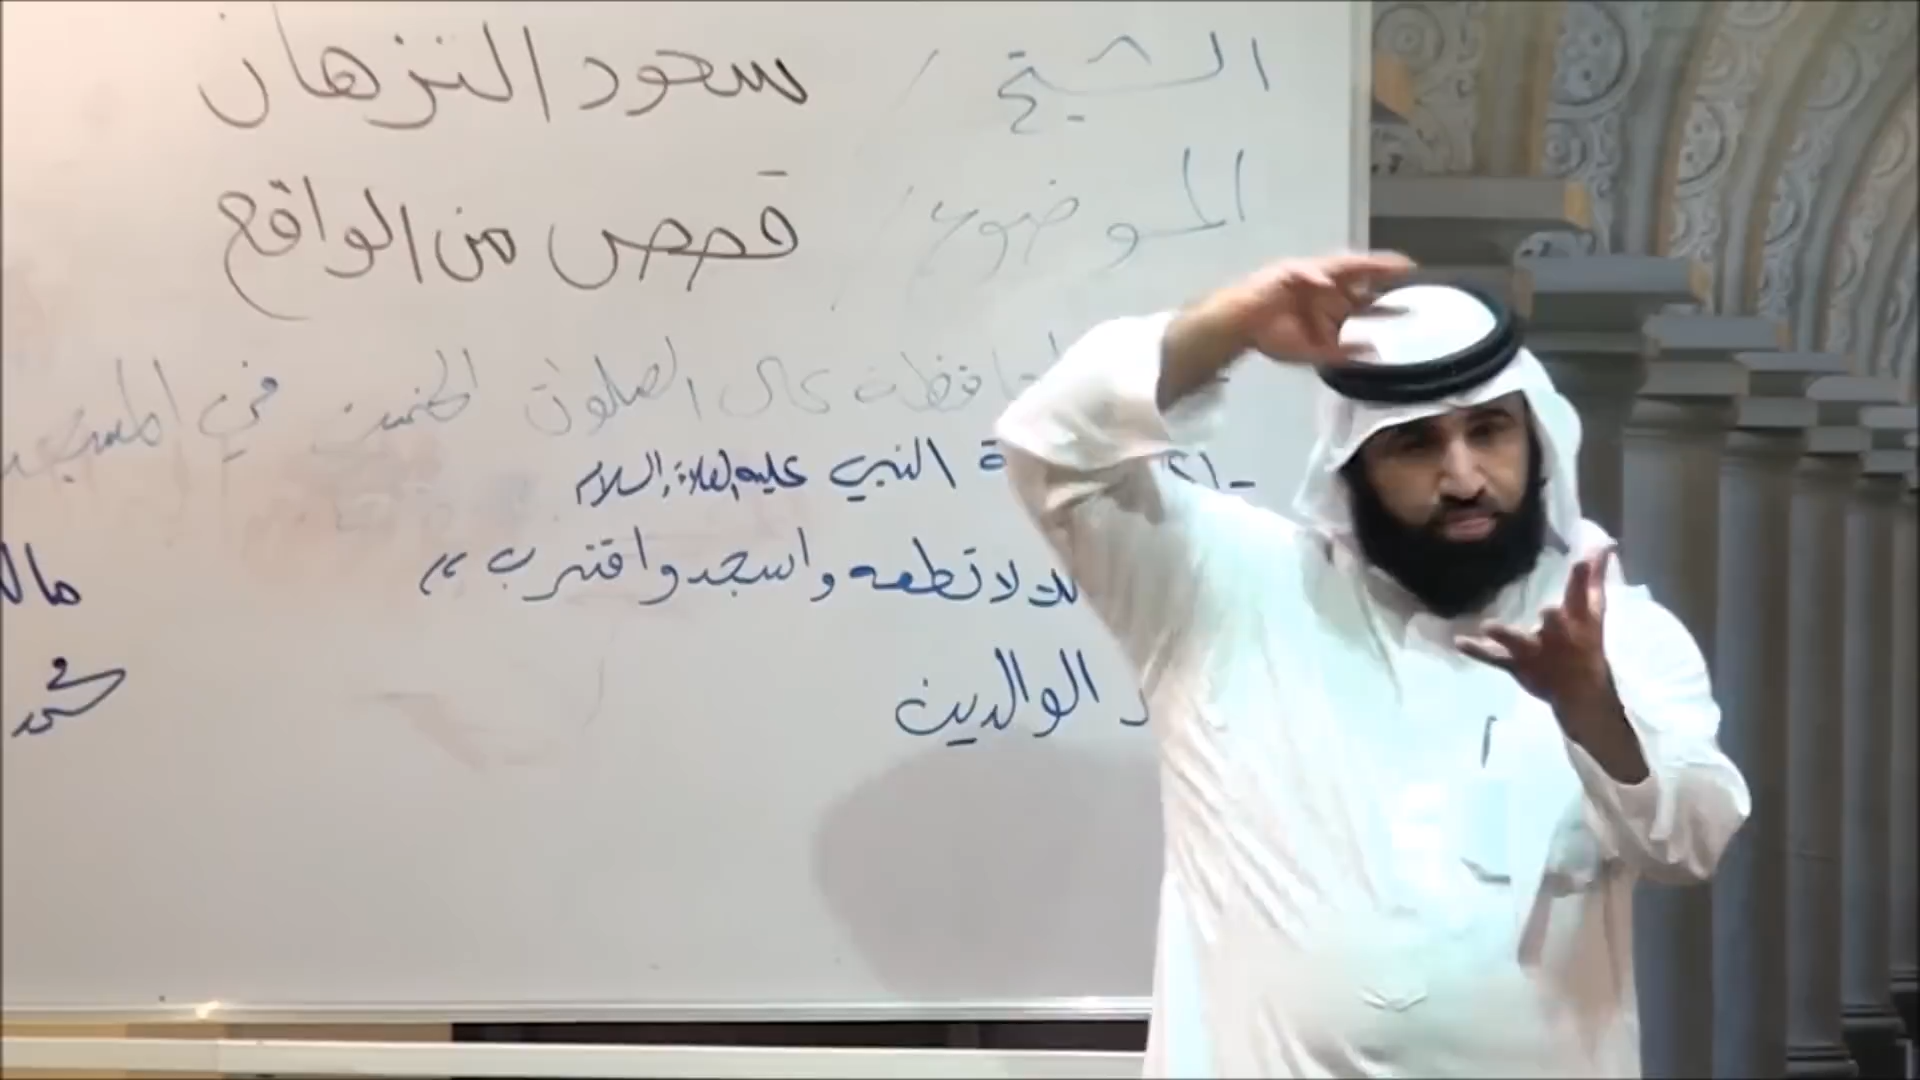 الشيخ / سعود النزهان
الموضوع / قصص من الواقع
افظة على الصلوات الخمس في المسجد
- ة النبي عليه الصلاة والسلام
لا تطعه واسجد واقترب »
ر الوالدين